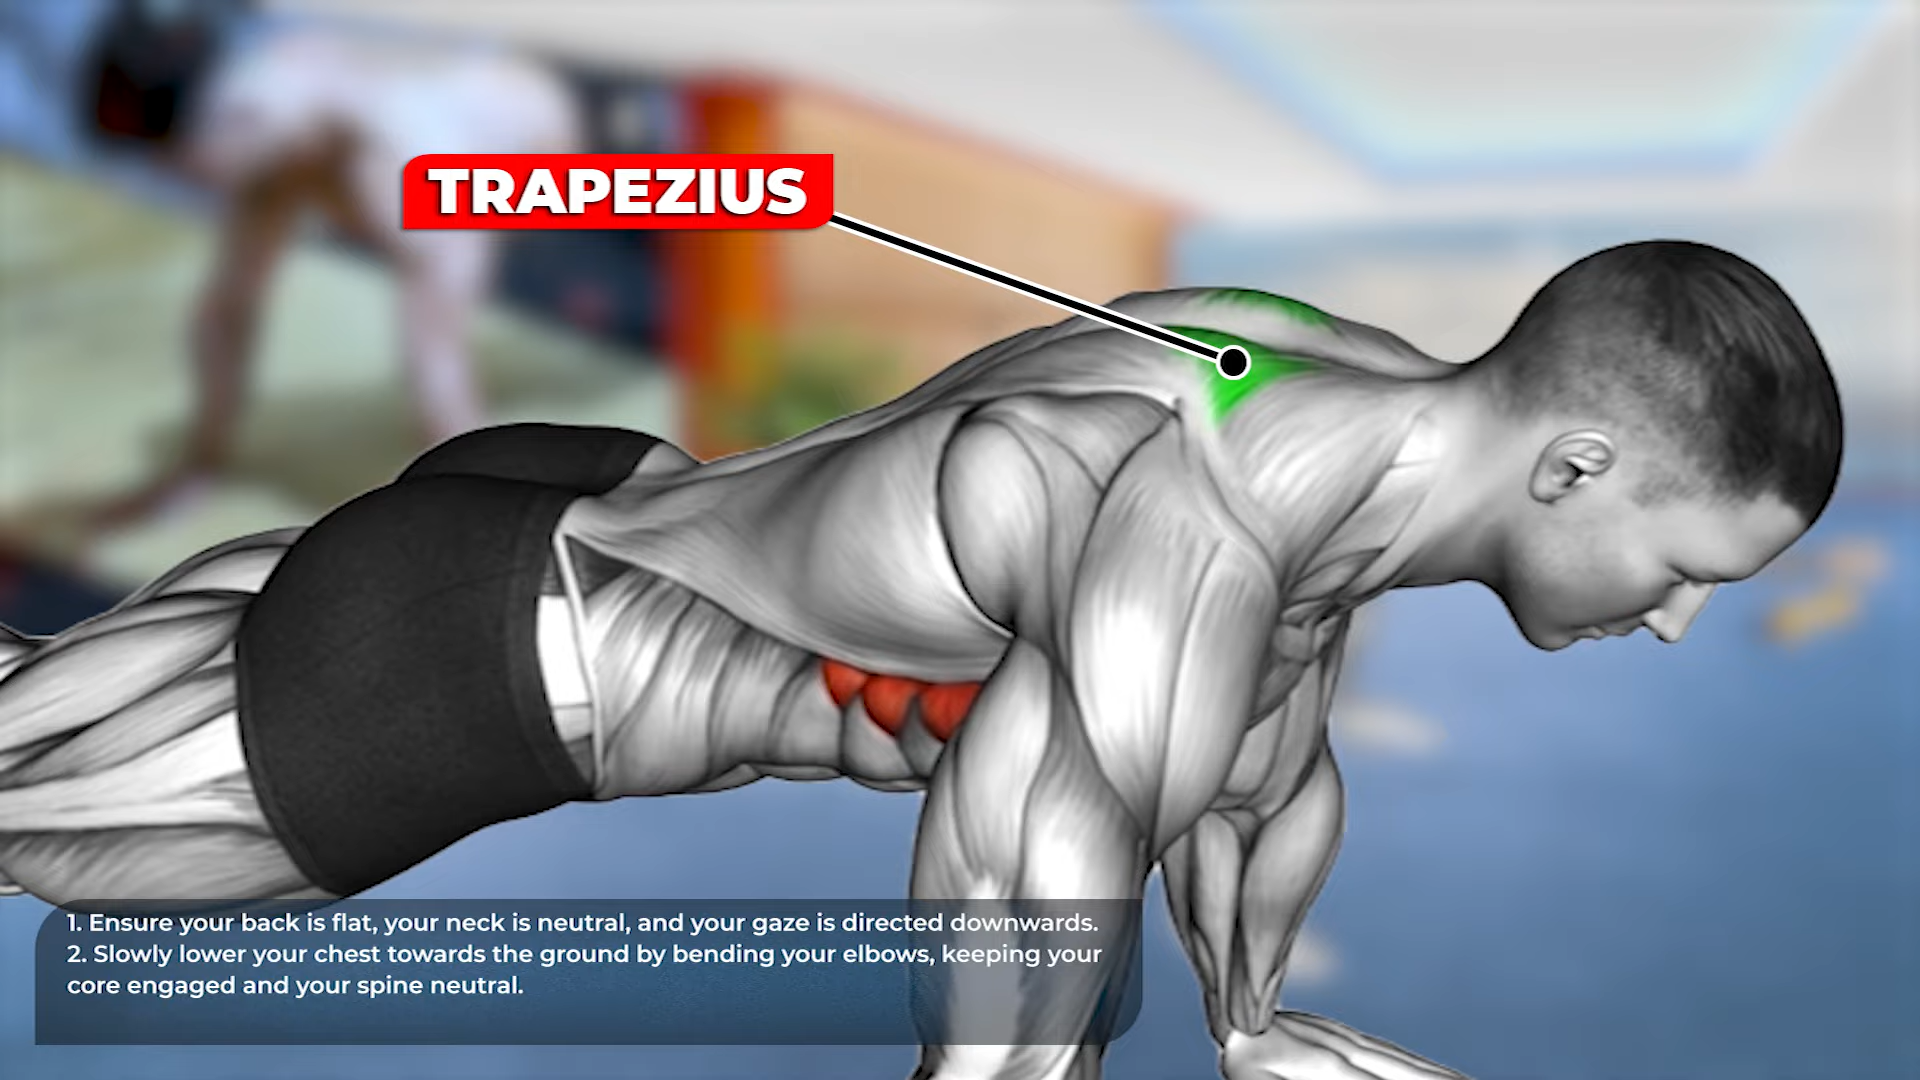 TRAPEZIUS
1. Ensure your back is flat, your neck is neutral, and your gaze is directed downwards.
2. Slowly lower your chest towards the ground by bending your elbows, keeping your
core engaged and your spine neutral.